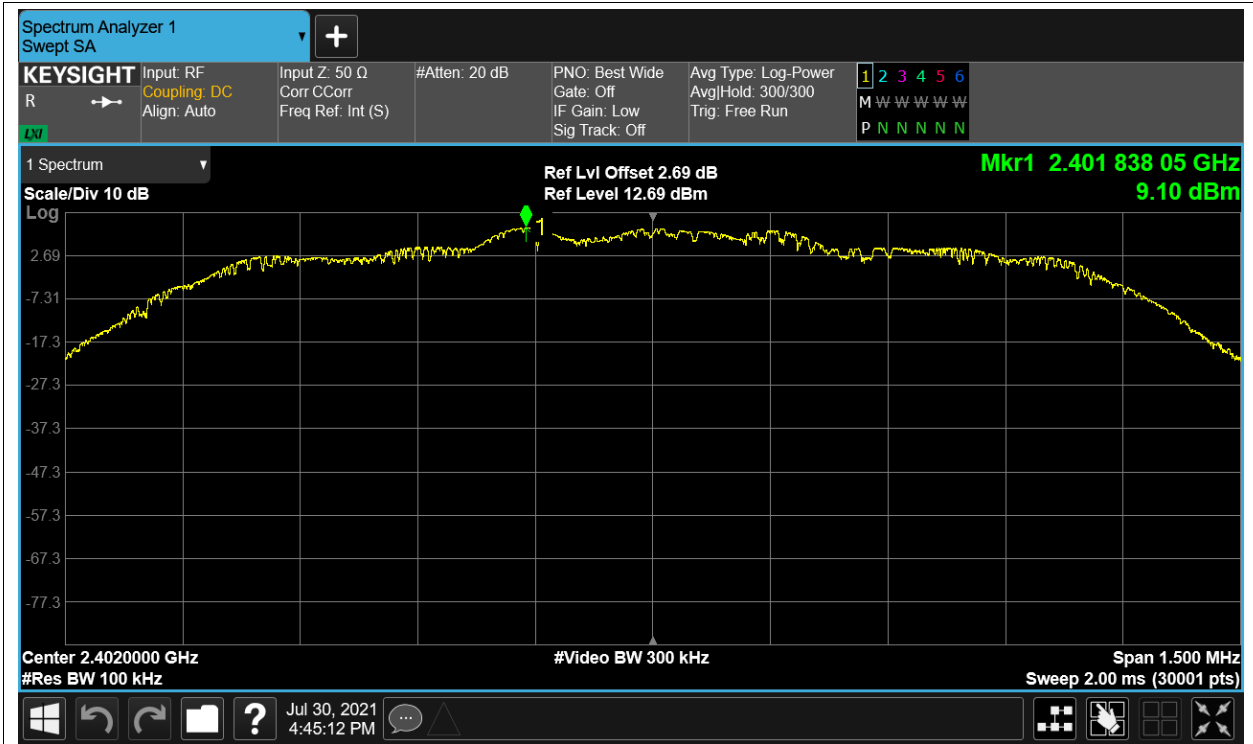 Spectrum Analyzer 1
Swept SA
KEYSIGHT
R
LXI
Input: RF
Coupling: DC
Align: Auto
Input Z: 50 Ω
Corr CCorr
Freq Ref: Int (S)
#Atten: 20 dB
PNO: Best Wide
Gate: Off
IF Gain: Low
Sig Track: Off
Avg Type: Log-Power
Avg|Hold: 300/300
Trig: Free Run
1 2 3 4 5 6
M W W W W W W
P N N N N N
1 Spectrum
Scale/Div 10 dB
Log
Ref Lvl Offset 2.69 dB
Ref Level 12.69 dBm
Mkr1 2.401 838 05 GHz
9.10 dBm
1
2.69
-7.31
-17.3
-27.3
-37.3
-47.3
-57.3
-67.3
-77.3
Center 2.4020000 GHz
#Res BW 100 kHz
#Video BW 300 kHz
Span 1.500 MHz
Sweep 2.00 ms (30001 pts)
?
Jul 30, 2021
4:45:12 PM